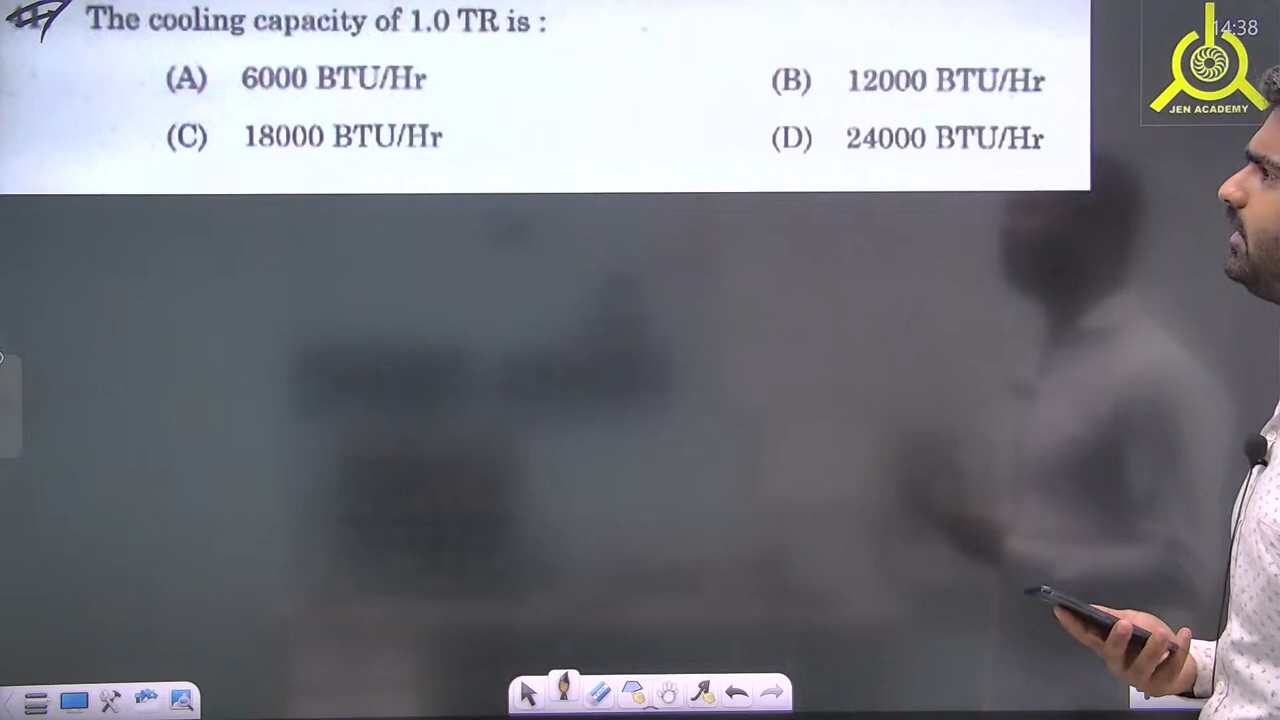 The cooling capacity of 1.0 TR is :
(A) 6000 BTU/Hr
(B) 12000 BTU/Hr
(C) 18000 BTU/Hr
(D) 24000 BTU/Hr
14:38
JEN ACADEMY